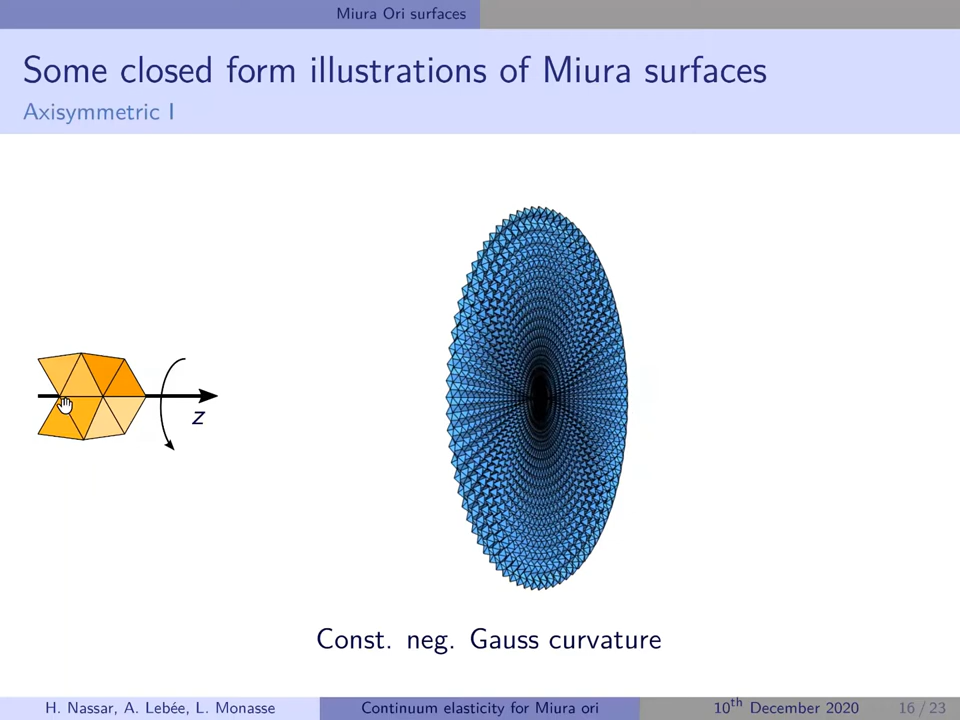 Miura Ori surfaces
Some closed form illustrations of Miura surfaces
Axisymmetric I
z
Const. neg. Gauss curvature
H. Nassar, A. Lebée, L. Monasse Continuum elasticity for Miura ori 10th December 2020 16 / 23